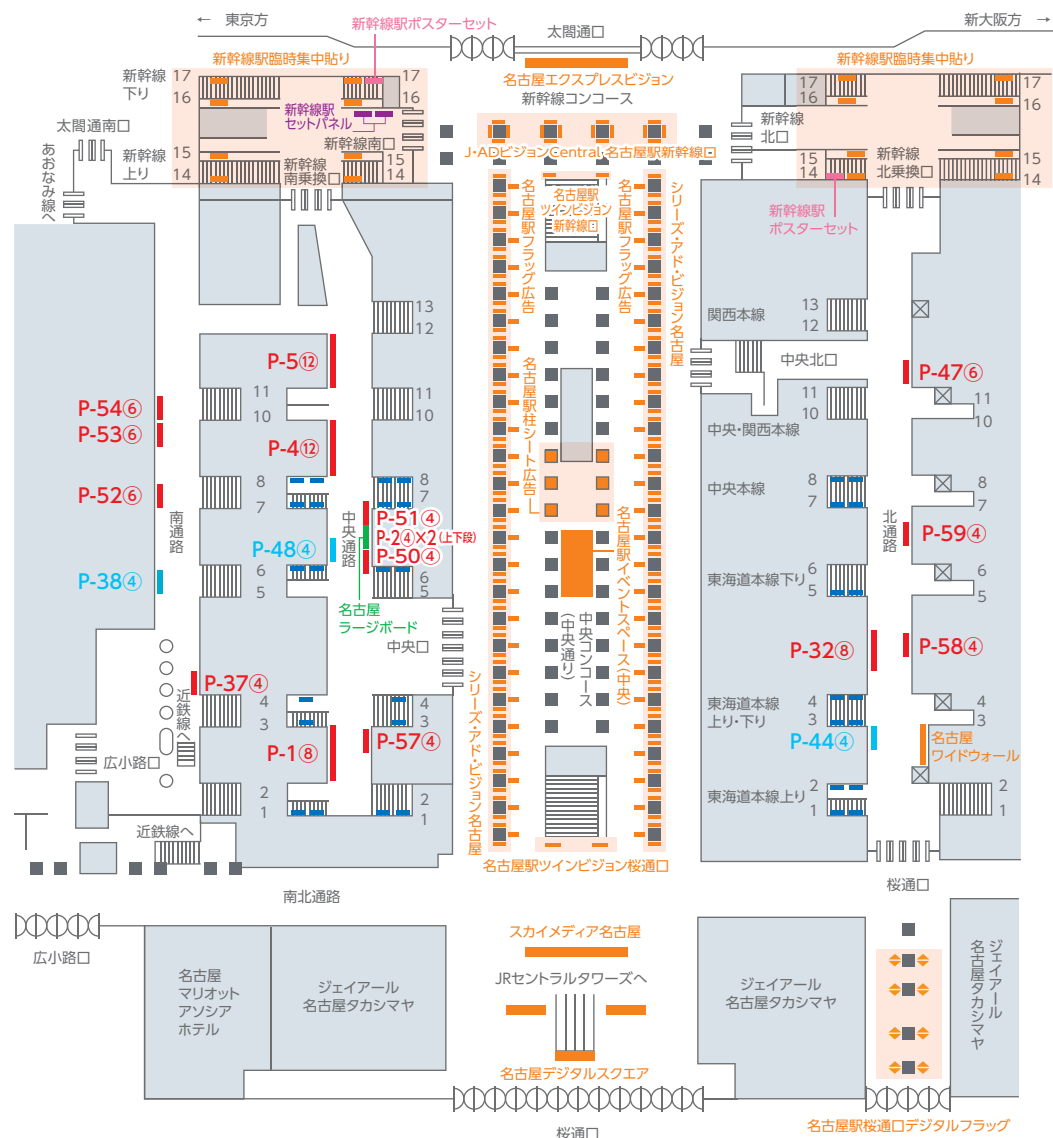 ← 東京方
新大阪方 →
太閤通口
新幹線駅ポスターセット
新幹線駅臨時集中貼り
新幹線駅臨時集中貼り
名古屋エクスプレスビジョン
新幹線コンコース
新幹線
下り
17
16
17
16
新幹線駅
セットパネル
新幹線南口
太閤通南口
あおなみ線へ
新幹線
上り
15
14
新幹線
南乗換口
15
14
J・ADビジョンCentral 名古屋駅新幹線口
17
16
17
16
新幹線
北口
15
14
新幹線
北乗換口
15
14
新幹線駅
ポスターセット
名古屋駅
ツインビジョン
新幹線口
名古屋駅フラッグ広告
名古屋駅フラッグ広告
シリーズ・アド・ビジョン名古屋
13
12
関西本線
13
12
中央北口
P-5⑫
P-47⑥
11
10
11
10
中央・関西本線
11
10
11
10
P-54⑥
P-53⑥
P-4⑫
名古屋駅柱シート広告
8
7
8
7
中央本線
8
7
8
7
P-52⑥
南通路
中央通路
P-51④
P-2④×2(上下段)
P-50④
P-48④
北通路
P-59④
P-38④
6
5
6
5
東海道本線下り
6
5
6
5
名古屋
ラージボード
中央口
名古屋駅イベントスペース(中央)
中央コンコース
(中央通り)
P-32⑧
P-58④
P-37④
近鉄線へ
4
3
4
3
東海道本線
上り・下り
4
3
4
3
シリーズ・アド・ビジョン名古屋
P-1⑧
P-57④
P-44④
名古屋
ワイドウォール
広小路口
2
1
2
1
東海道本線上り
2
1
2
1
近鉄線へ
名古屋駅ツインビジョン桜通口
南北通路
桜通口
広小路口
スカイメディア名古屋
JRセントラルタワーズへ
名古屋
マリオット
アソシア
ホテル
ジェイアール
名古屋タカシマヤ
ジェイアール
名古屋タカシマヤ
ジェイアール
名古屋タカシマヤ
名古屋デジタルスクエア
桜通口
名古屋駅桜通口デジタルフラッグ